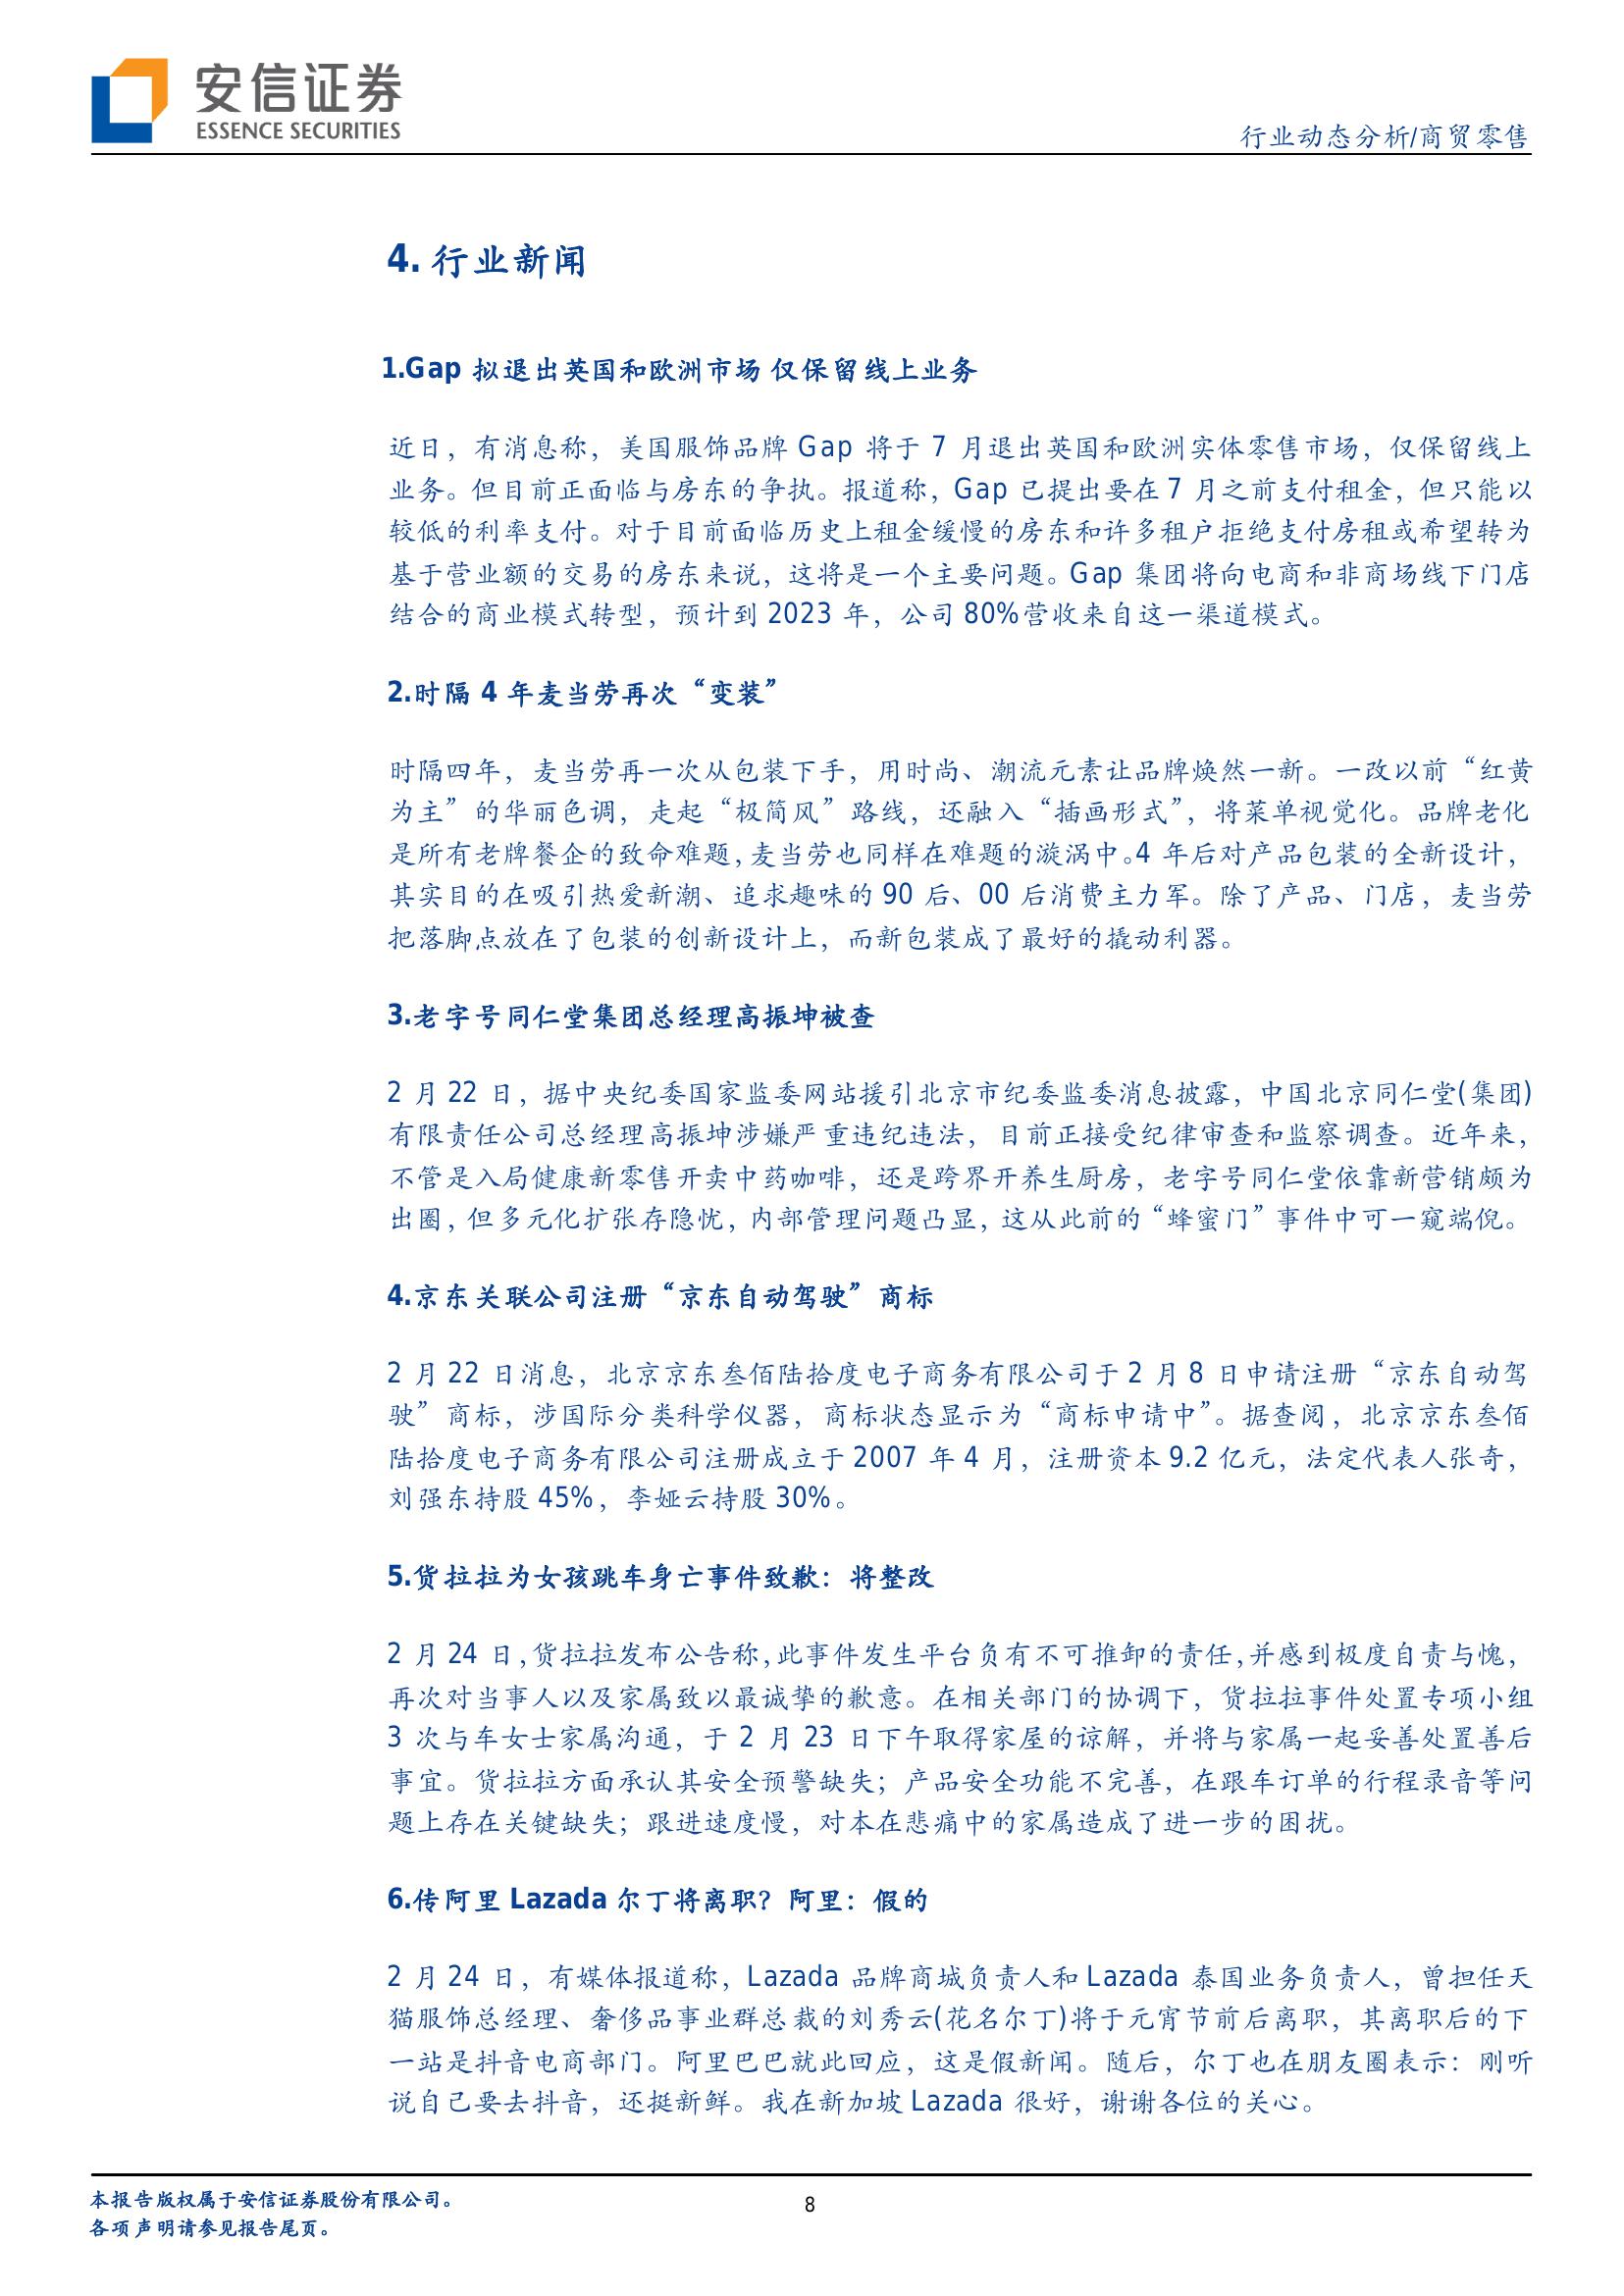 安信证券
ESSENCE SECURITIES
行业动态分析/商贸零售
4. 行业新闻
1.Gap 拟退出英国和欧洲市场 仅保留线上业务
近日，有消息称，美国服饰品牌 Gap 将于 7 月退出英国和欧洲实体零售市场，仅保留线上
业务。但目前正面临与房东的争执。报道称，Gap 已提出要在 7 月之前支付租金，但只能以
较低的利率支付。对于目前面临历史上租金缓慢的房东和许多租户拒绝支付房租或希望转为
基于营业额的交易的房东来说，这将是一个主要问题。Gap 集团将向电商和非商场线下门店
结合的商业模式转型，预计到 2023 年，公司 80%营收来自这一渠道模式。
2.时隔 4 年麦当劳再次“变装”
时隔四年，麦当劳再一次从包装下手，用时尚、潮流元素让品牌焕然一新。一改以前“红黄
为主”的华丽色调，走起“极简风”路线，还融入“插画形式”，将菜单视觉化。品牌老化
是所有老牌餐企的致命难题，麦当劳也同样在难题的漩涡中。4 年后对产品包装的全新设计，
其实目的在吸引热爱新潮、追求趣味的 90 后、00 后消费主力军。除了产品、门店，麦当劳
把落脚点放在了包装的创新设计上，而新包装成了最好的撬动利器。
3.老字号同仁堂集团总经理高振坤被查
2 月 22 日，据中央纪委国家监委网站援引北京市纪委监委消息披露，中国北京同仁堂(集团)
有限责任公司总经理高振坤涉嫌严重违纪违法，目前正接受纪律审查和监察调查。近年来，
不管是入局健康新零售开卖中药咖啡，还是跨界开养生厨房，老字号同仁堂依靠新营销颇为
出圈，但多元化扩张存隐忧，内部管理问题凸显，这从此前的“蜂蜜门”事件中可一窥端倪。
4.京东关联公司注册“京东自动驾驶”商标
2 月 22 日消息，北京京东叁佰陆拾度电子商务有限公司于 2 月 8 日申请注册“京东自动驾
驶”商标，涉国际分类科学仪器，商标状态显示为“商标申请中”。据查阅，北京京东叁佰
陆拾度电子商务有限公司注册成立于 2007 年 4 月，注册资本 9.2 亿元，法定代表人张奇，
刘强东持股 45%，李娅云持股 30%。
5.货拉拉为女孩跳车身亡事件致歉：将整改
2 月 24 日，货拉拉发布公告称，此事件发生平台负有不可推卸的责任，并感到极度自责与愧，
再次对当事人以及家属致以最诚挚的歉意。在相关部门的协调下，货拉拉事件处置专项小组
3 次与车女士家属沟通，于 2 月 23 日下午取得家屋的谅解，并将与家属一起妥善处置善后
事宜。货拉拉方面承认其安全预警缺失；产品安全功能不完善，在跟车订单的行程录音等问
题上存在关键缺失；跟进速度慢，对本在悲痛中的家属造成了进一步的困扰。
6.传阿里 Lazada 尔丁将离职？阿里：假的
2 月 24 日，有媒体报道称，Lazada 品牌商城负责人和 Lazada 泰国业务负责人，曾担任天
猫服饰总经理、奢侈品事业群总裁的刘秀云(花名尔丁)将于元宵节前后离职，其离职后的下
一站是抖音电商部门。阿里巴巴就此回应，这是假新闻。随后，尔丁也在朋友圈表示：刚听
说自己要去抖音，还挺新鲜。我在新加坡 Lazada 很好，谢谢各位的关心。
本报告版权属于安信证券股份有限公司。
各项声明请参见报告尾页。
8